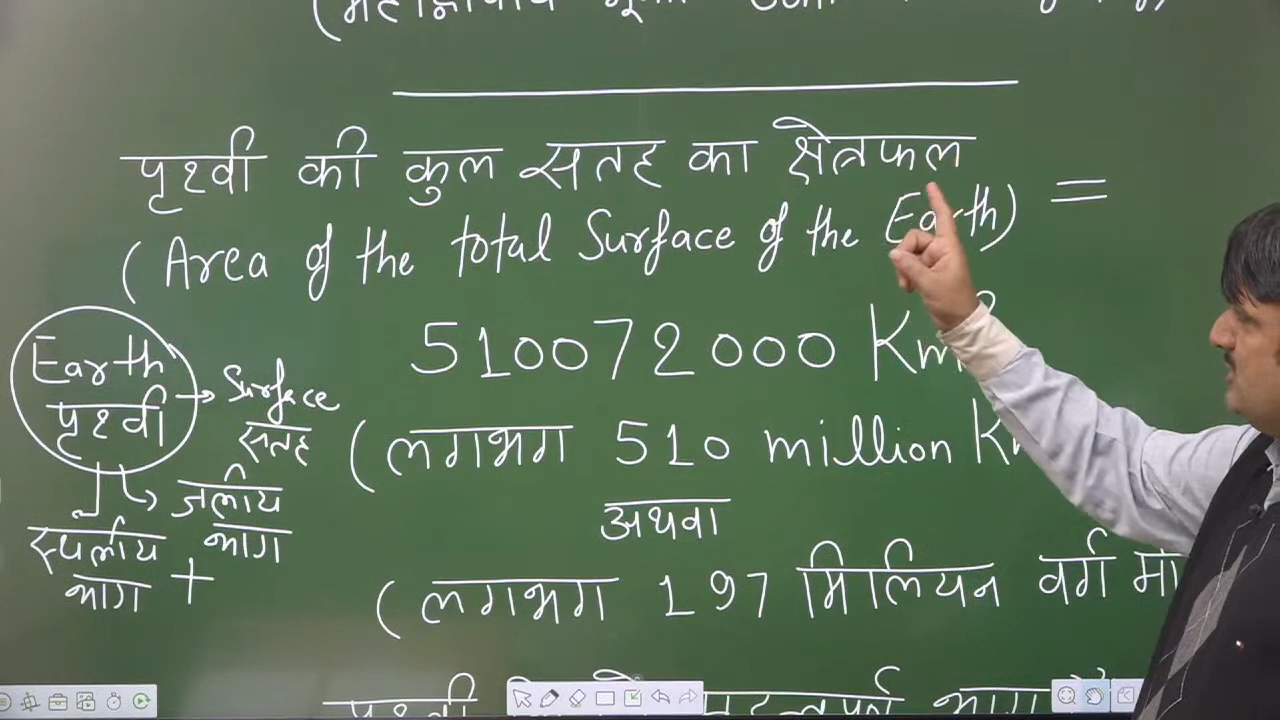 पृथ्वी की कुल सतह का क्षेत्रफल =
(Area of the total Surface of the Earth)
510072000 Km
(लगभग 510 million K
अथवा
(लगभग 197 मिलियन वर्ग मा
Earth
पृथ्वी
→ Surface
सतह
जलीय
भाग
स्थलीय
भाग +
पृथ्वी